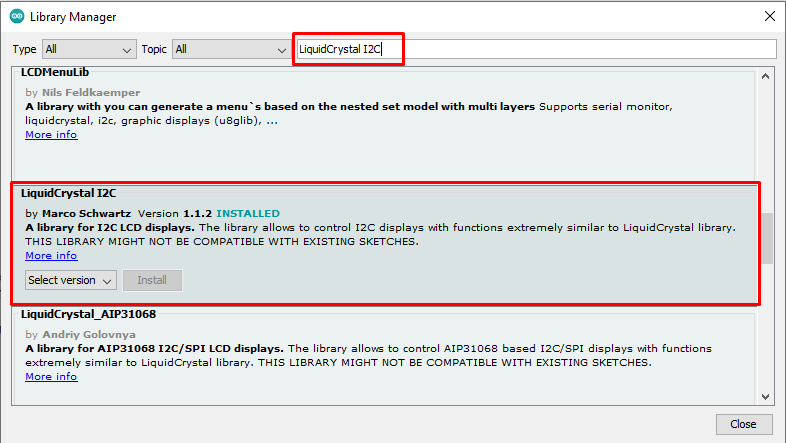 Library Manager
Type All Topic All LiquidCrystal I2C
LCDMenuLib
by Nils Feldkaemper
A library with you can generate a menu`s based on the nested set model with multi layers Supports serial monitor,
liquidcrystal, i2c, graphic displays (u8glib), ...
More info
LiquidCrystal I2C
by Marco Schwartz Version 1.1.2 INSTALLED
A library for I2C LCD displays. The library allows to control I2C displays with functions extremely similar to LiquidCrystal library.
THIS LIBRARY MIGHT NOT BE COMPATIBLE WITH EXISTING SKETCHES.
More info
Select version Install
LiquidCrystal_AIP31068
by Andriy Golovnya
A library for AIP31068 I2C/SPI LCD displays. The library allows to control AIP31068 based I2C/SPI displays with functions
extremely similar to LiquidCrystal library. THIS LIBRARY MIGHT NOT BE COMPATIBLE WITH EXISTING SKETCHES.
More info
Close